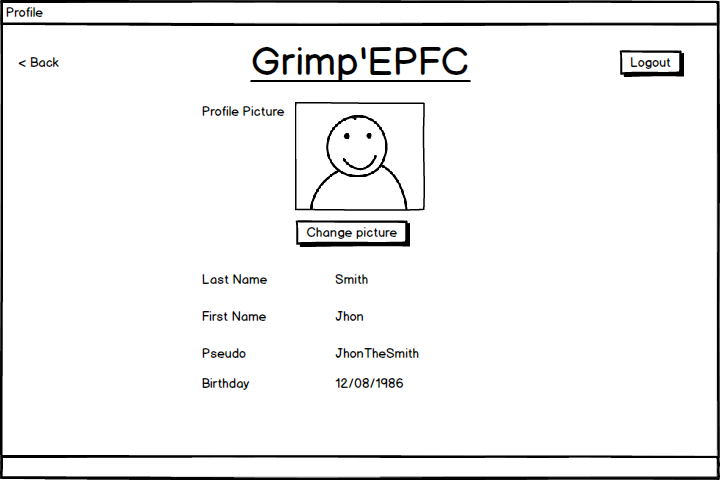 Profile
< Back
Grimp'EPFC
Logout
Profile Picture
Change picture
Last Name Smith
First Name Jhon
Pseudo JhonTheSmith
Birthday 12/08/1986